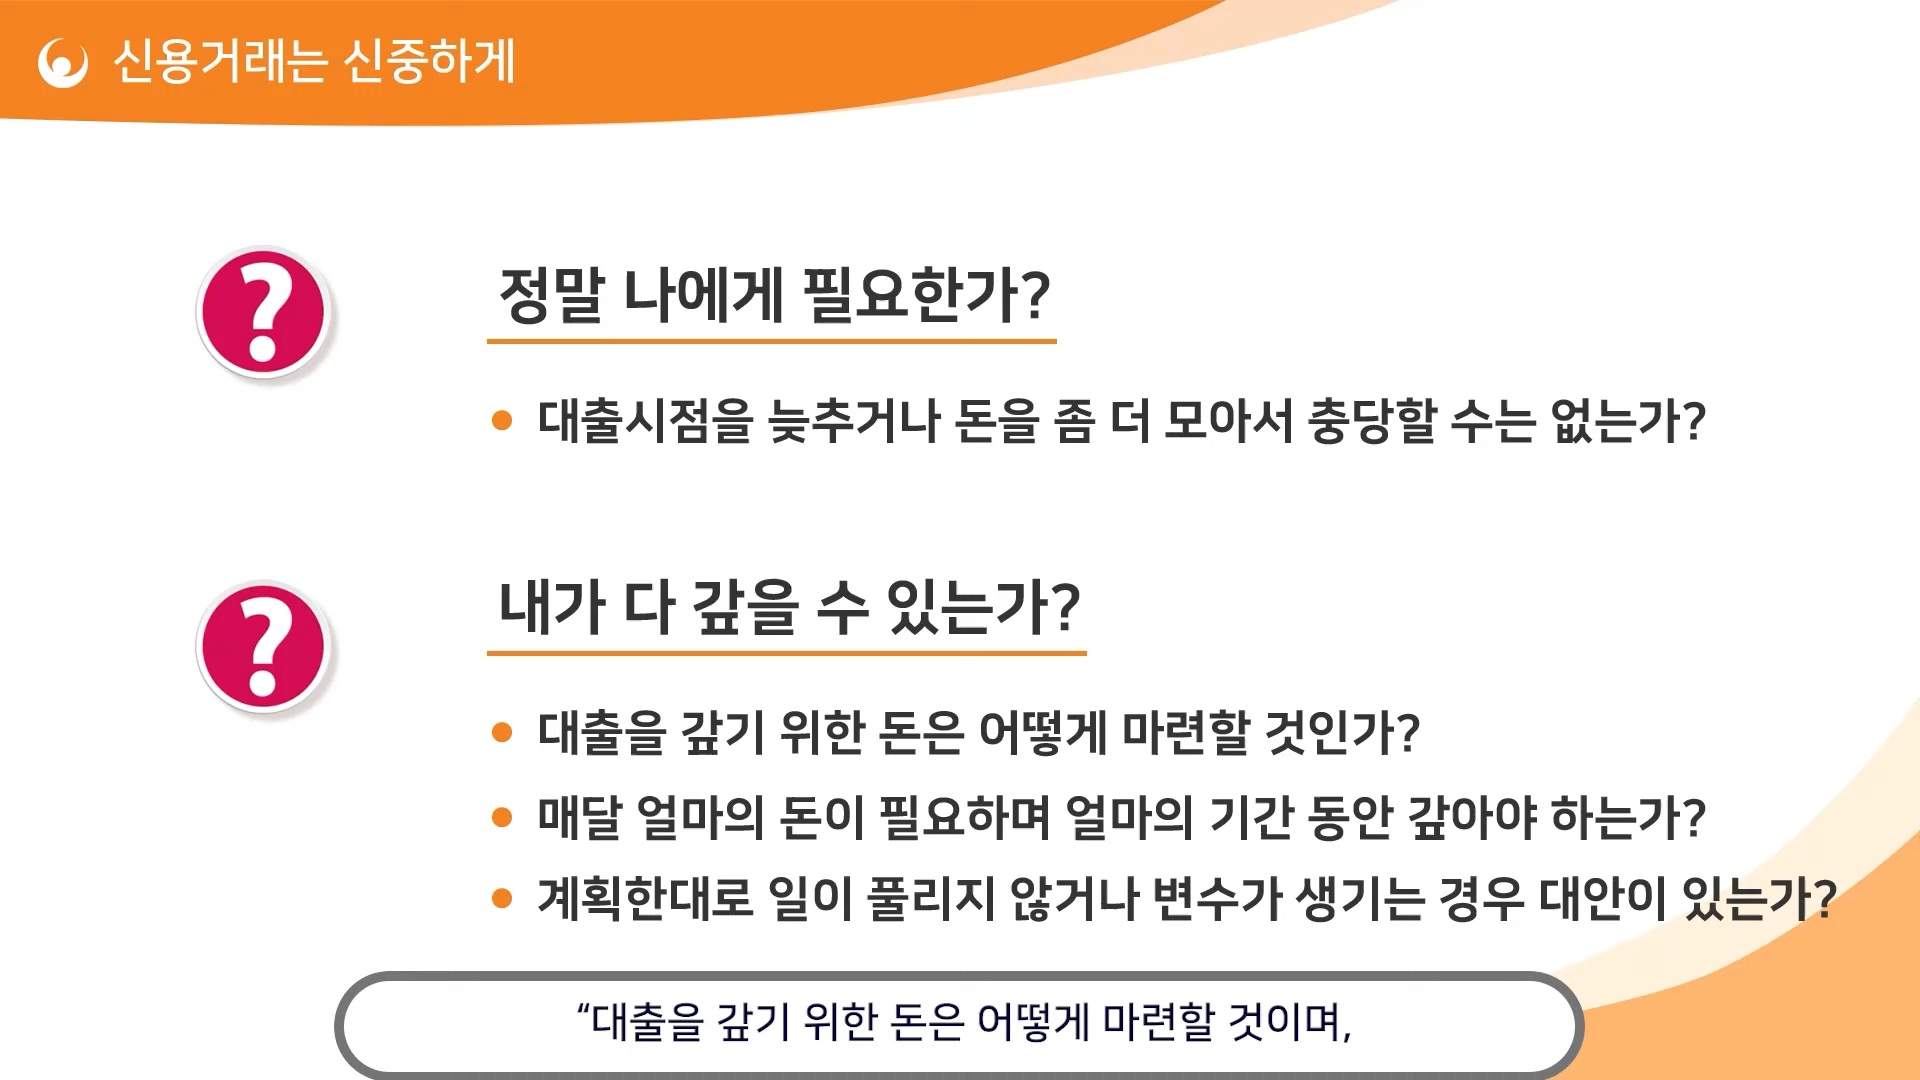 신용거래는 신중하게
?
정말 나에게 필요한가?
• 대출시점을 늦추거나 돈을 좀 더 모아서 충당할 수는 없는가?
?
내가 다 갚을 수 있는가?
• 대출을 갚기 위한 돈은 어떻게 마련할 것인가?
• 매달 얼마의 돈이 필요하며 얼마의 기간 동안 갚아야 하는가?
• 계획한대로 일이 풀리지 않거나 변수가 생기는 경우 대안이 있는가?
“대출을 갚기 위한 돈은 어떻게 마련할 것이며,